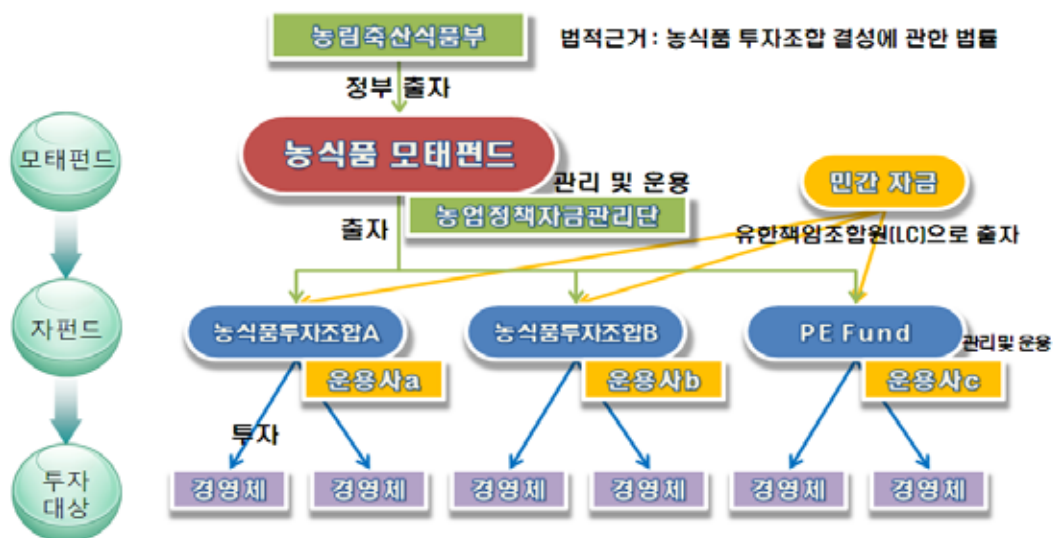 농림축산식품부
법적근거 : 농식품 투자조합 결성에 관한 법률
정부 출자
모태펀드
농식품 모태펀드
관리 및 운용
민간 자금
출자
농업정책자금관리단
유한책임조합원(LC)으로 출자
자펀드
농식품투자조합A
농식품투자조합B
PE Fund
관리및 운용
운용사a
운용사b
운용사c
투자
투자
대상
경영체
경영체
경영체
경영체
경영체
경영체